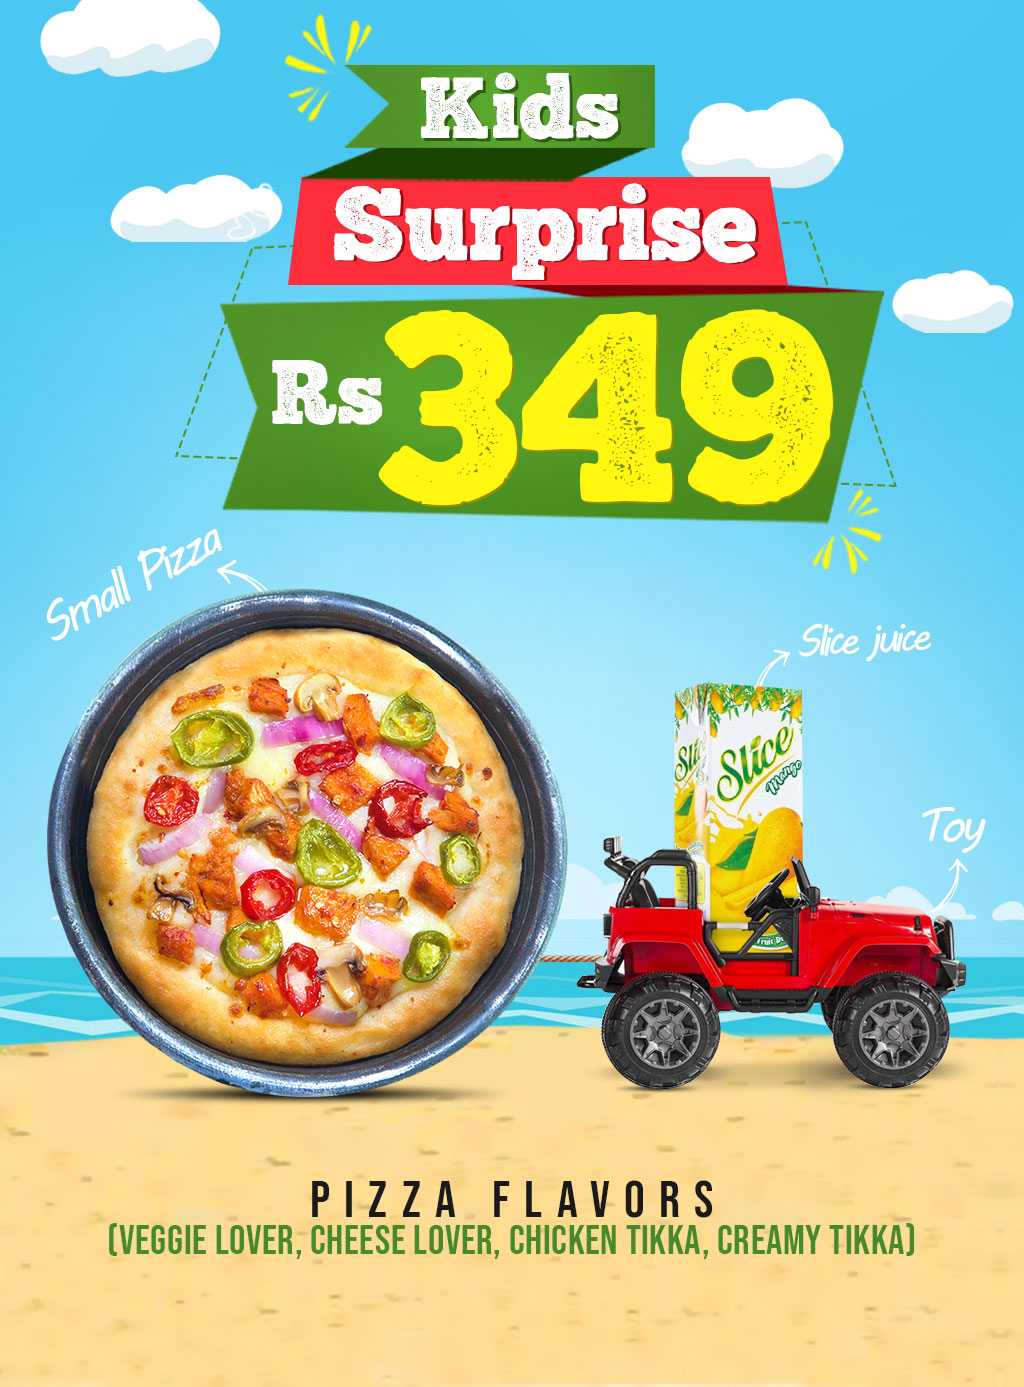 Kids
Surprise
Rs 349
Small Pizza
Slice juice
Slice
Slice
Mango
Toy
PIZZA FLAVORS
(VEGGIE LOVER, CHEESE LOVER, CHICKEN TIKKA, CREAMY TIKKA)